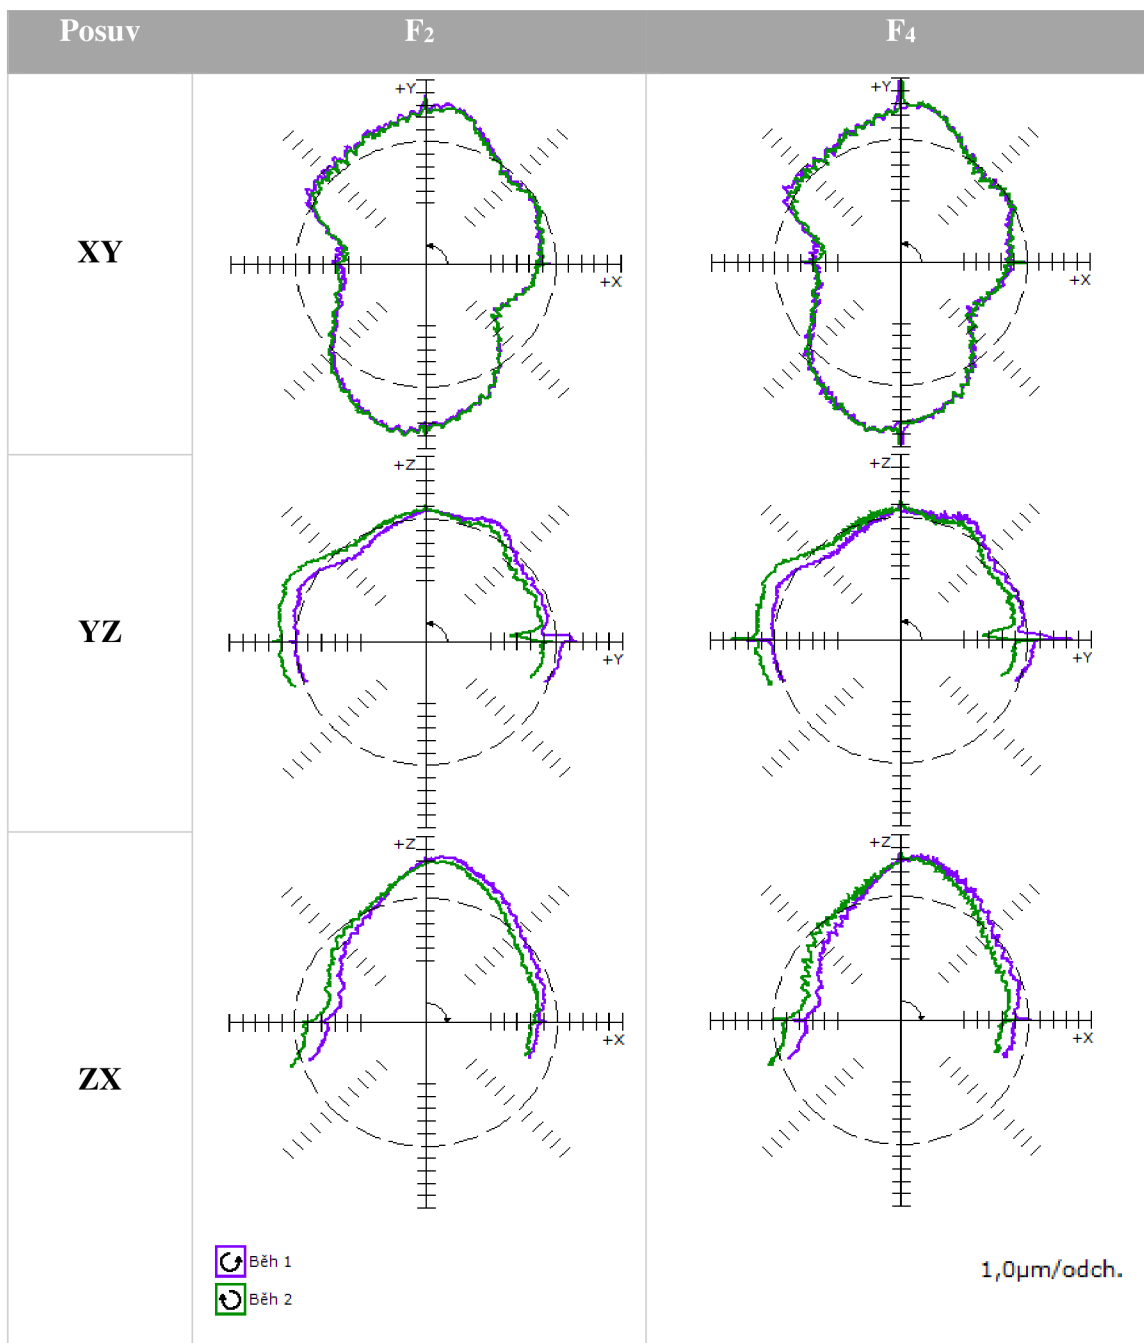 Posuv F₂ F₄
XY
+Y +X
+Y +X
YZ
+Z +Y
+Z +Y
ZX
+Z +X
+Z +X
Běh 1
Běh 2
1,0µm/odch.